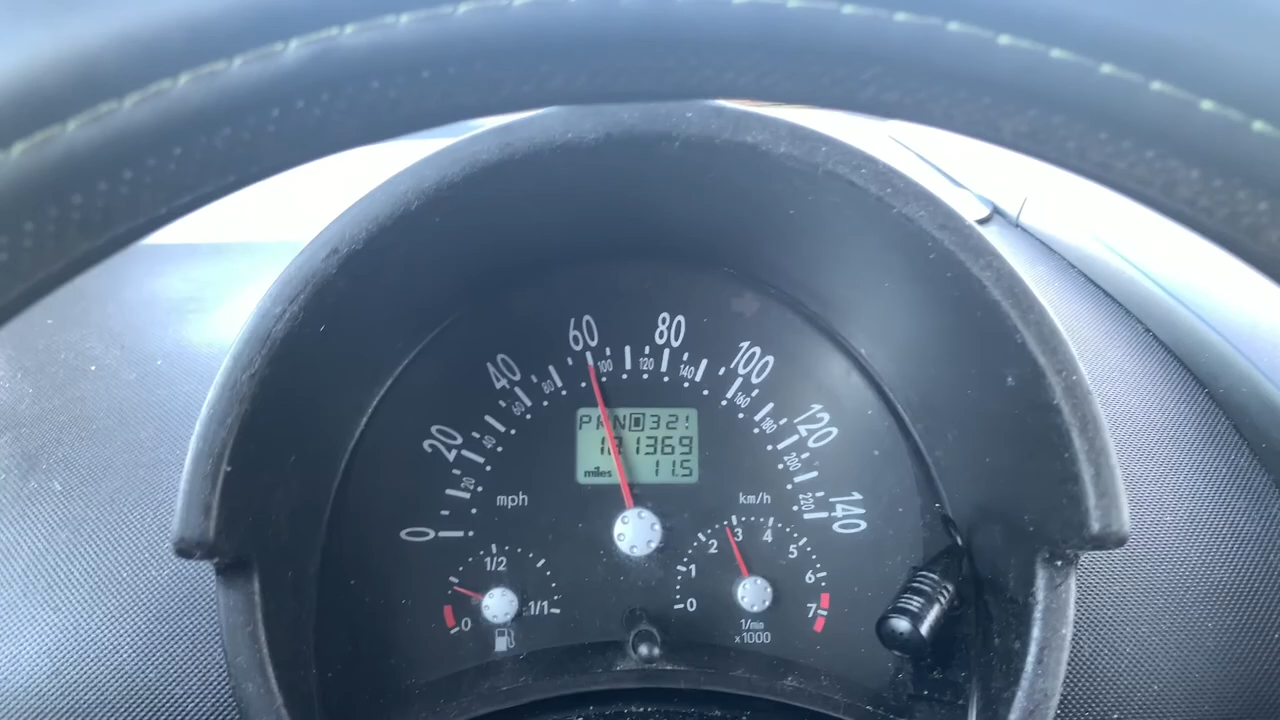 0 20 40 60 80 100 120 140
20 40 60 80 100 120 140 160 180 200 220
PRND321
miles 11.5
mph
km/h
0 1/2 1/1
0 1 2 3 4 5 6 7
1/min
x1000